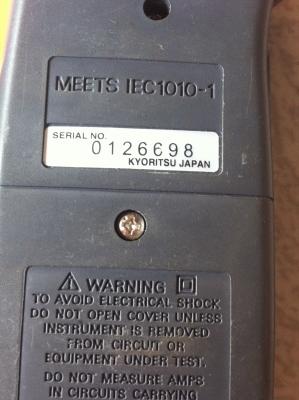 MEETS IEC1010-1
SERIAL NO.
0126698
KYORITSU JAPAN
WARNING
TO AVOID ELECTRICAL SHOCK
DO NOT OPEN COVER UNLESS
INSTRUMENT IS REMOVED
FROM CIRCUIT OR
EQUIPMENT UNDER TEST.
DO NOT MEASURE AMPS
IN CIRCUITS CARRYING